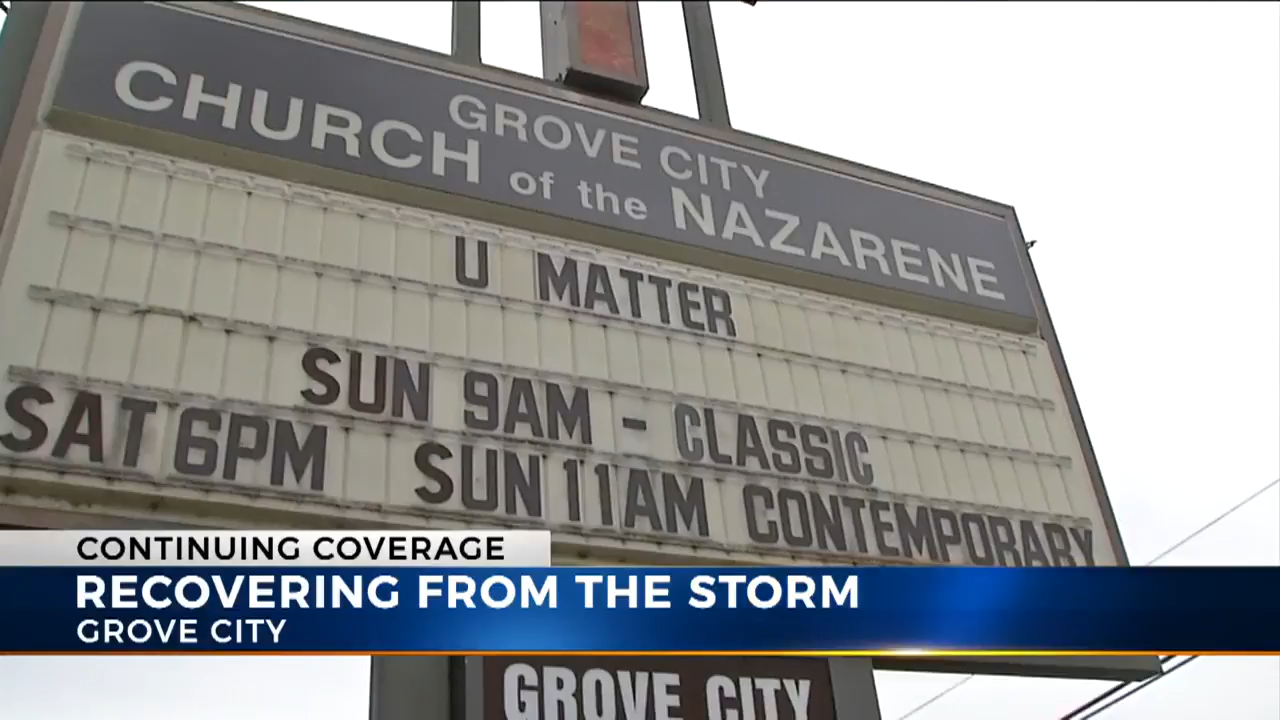 GROVE CITY
CHURCH of the NAZARENE
U MATTER
SUN 9AM - CLASSIC
SAT 6PM SUN 11AM CONTEMPORARY
CONTINUING COVERAGE
RECOVERING FROM THE STORM
GROVE CITY
GROVE CITY